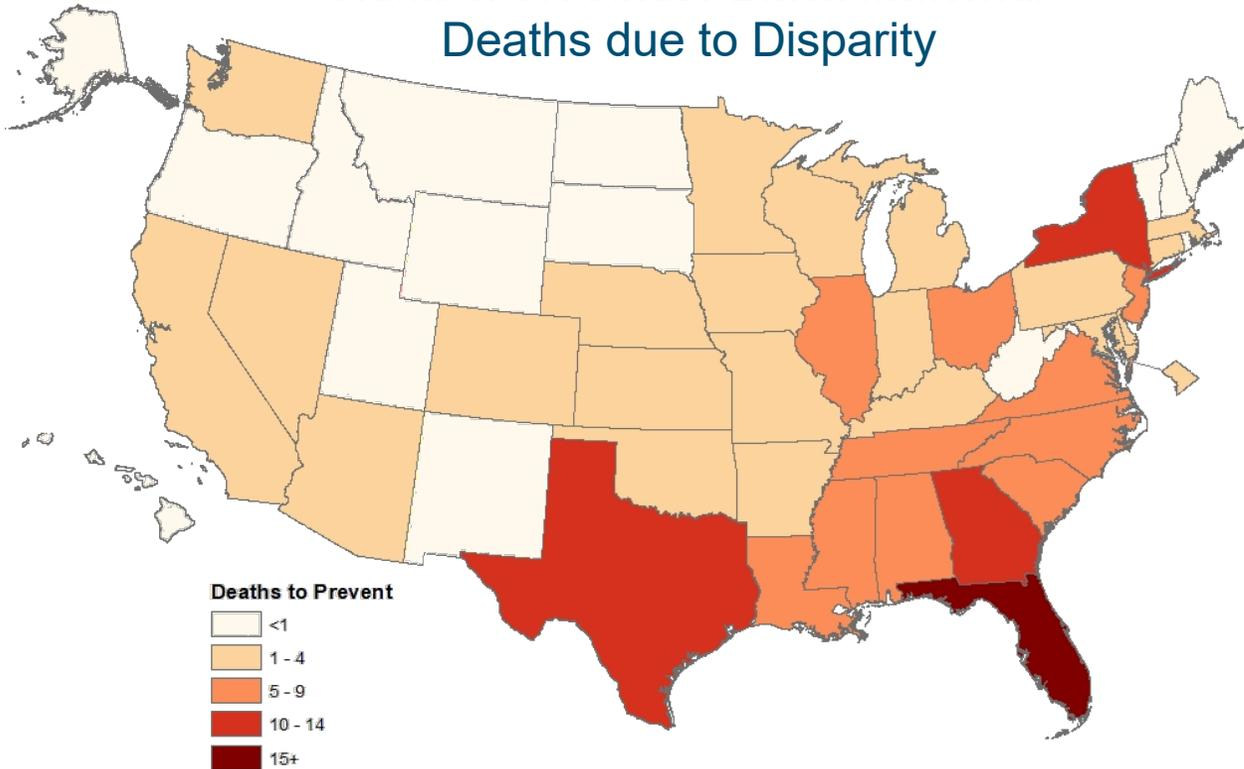 Deaths due to Disparity
Deaths to Prevent
<1
1 - 4
5 - 9
10 - 14
15+